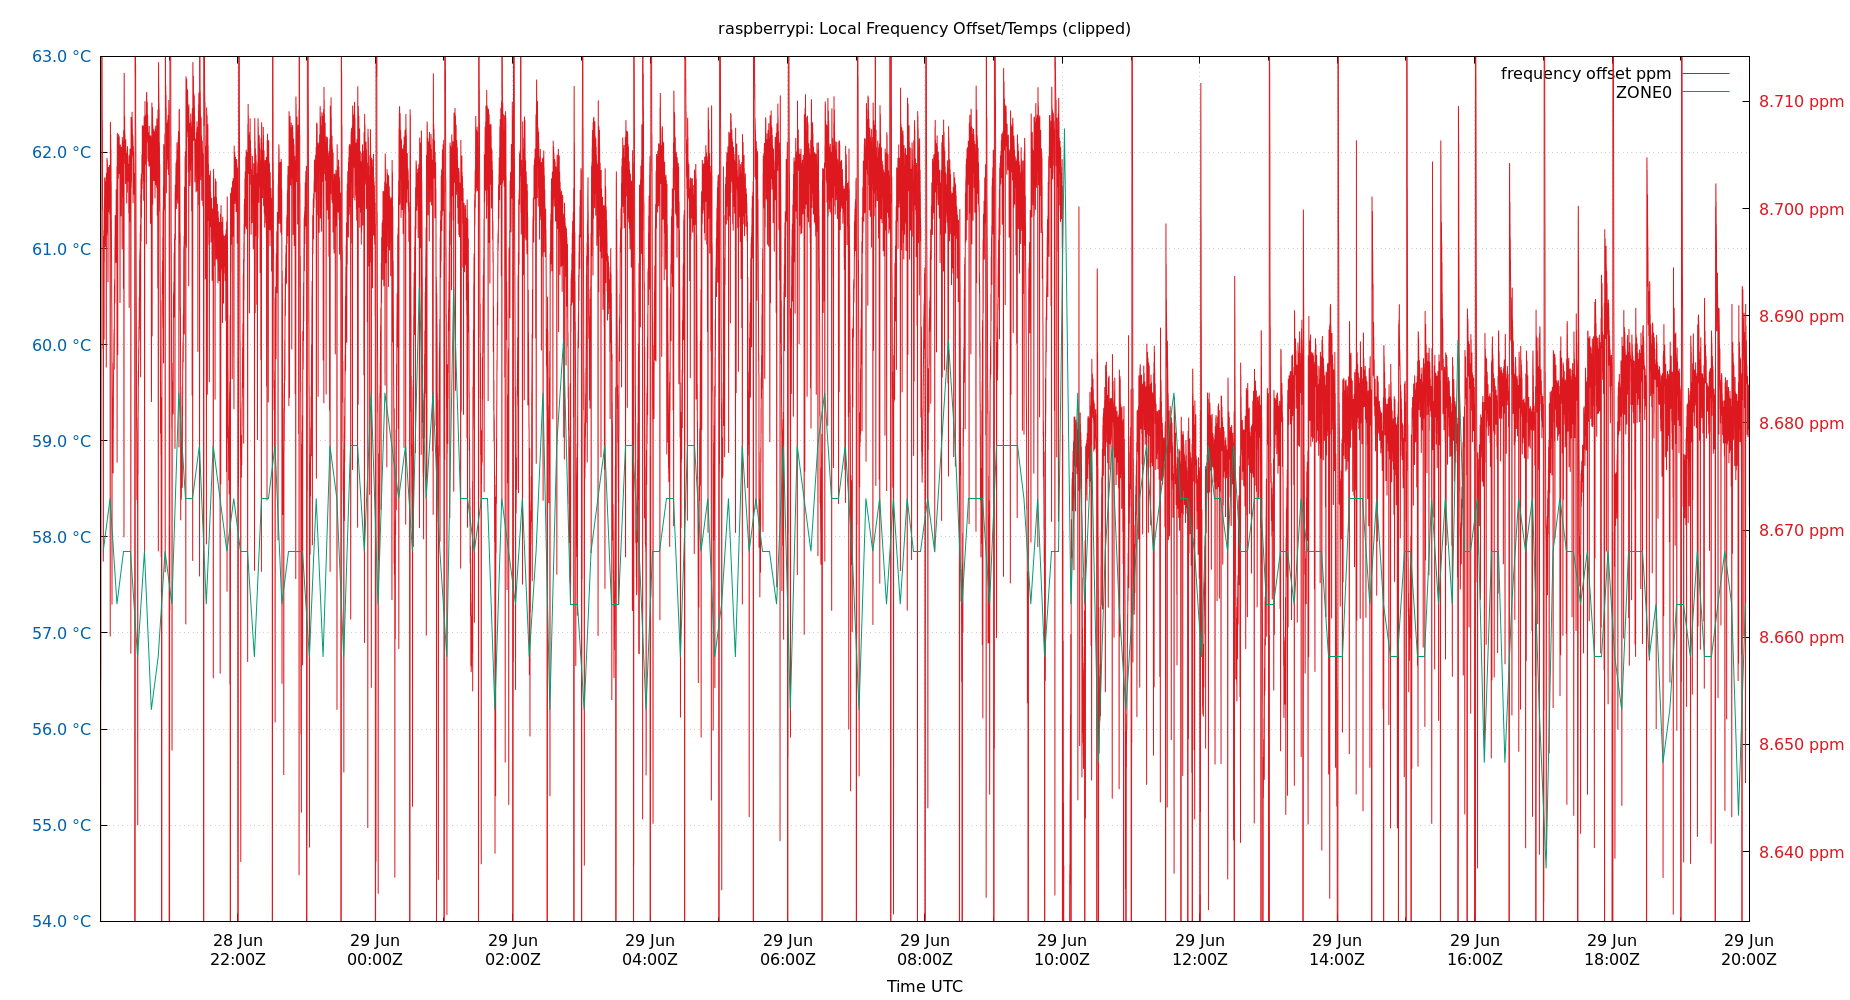 raspberrypi: Local Frequency Offset/Temps (clipped)
63.0 °C
62.0 °C
61.0 °C
60.0 °C
59.0 °C
58.0 °C
57.0 °C
56.0 °C
55.0 °C
54.0 °C
frequency offset ppm
ZONE0
8.710 ppm
8.700 ppm
8.690 ppm
8.680 ppm
8.670 ppm
8.660 ppm
8.650 ppm
8.640 ppm
28 Jun
22:00Z
29 Jun
00:00Z
29 Jun
02:00Z
29 Jun
04:00Z
29 Jun
06:00Z
29 Jun
08:00Z
29 Jun
10:00Z
29 Jun
12:00Z
29 Jun
14:00Z
29 Jun
16:00Z
29 Jun
18:00Z
29 Jun
20:00Z
Time UTC